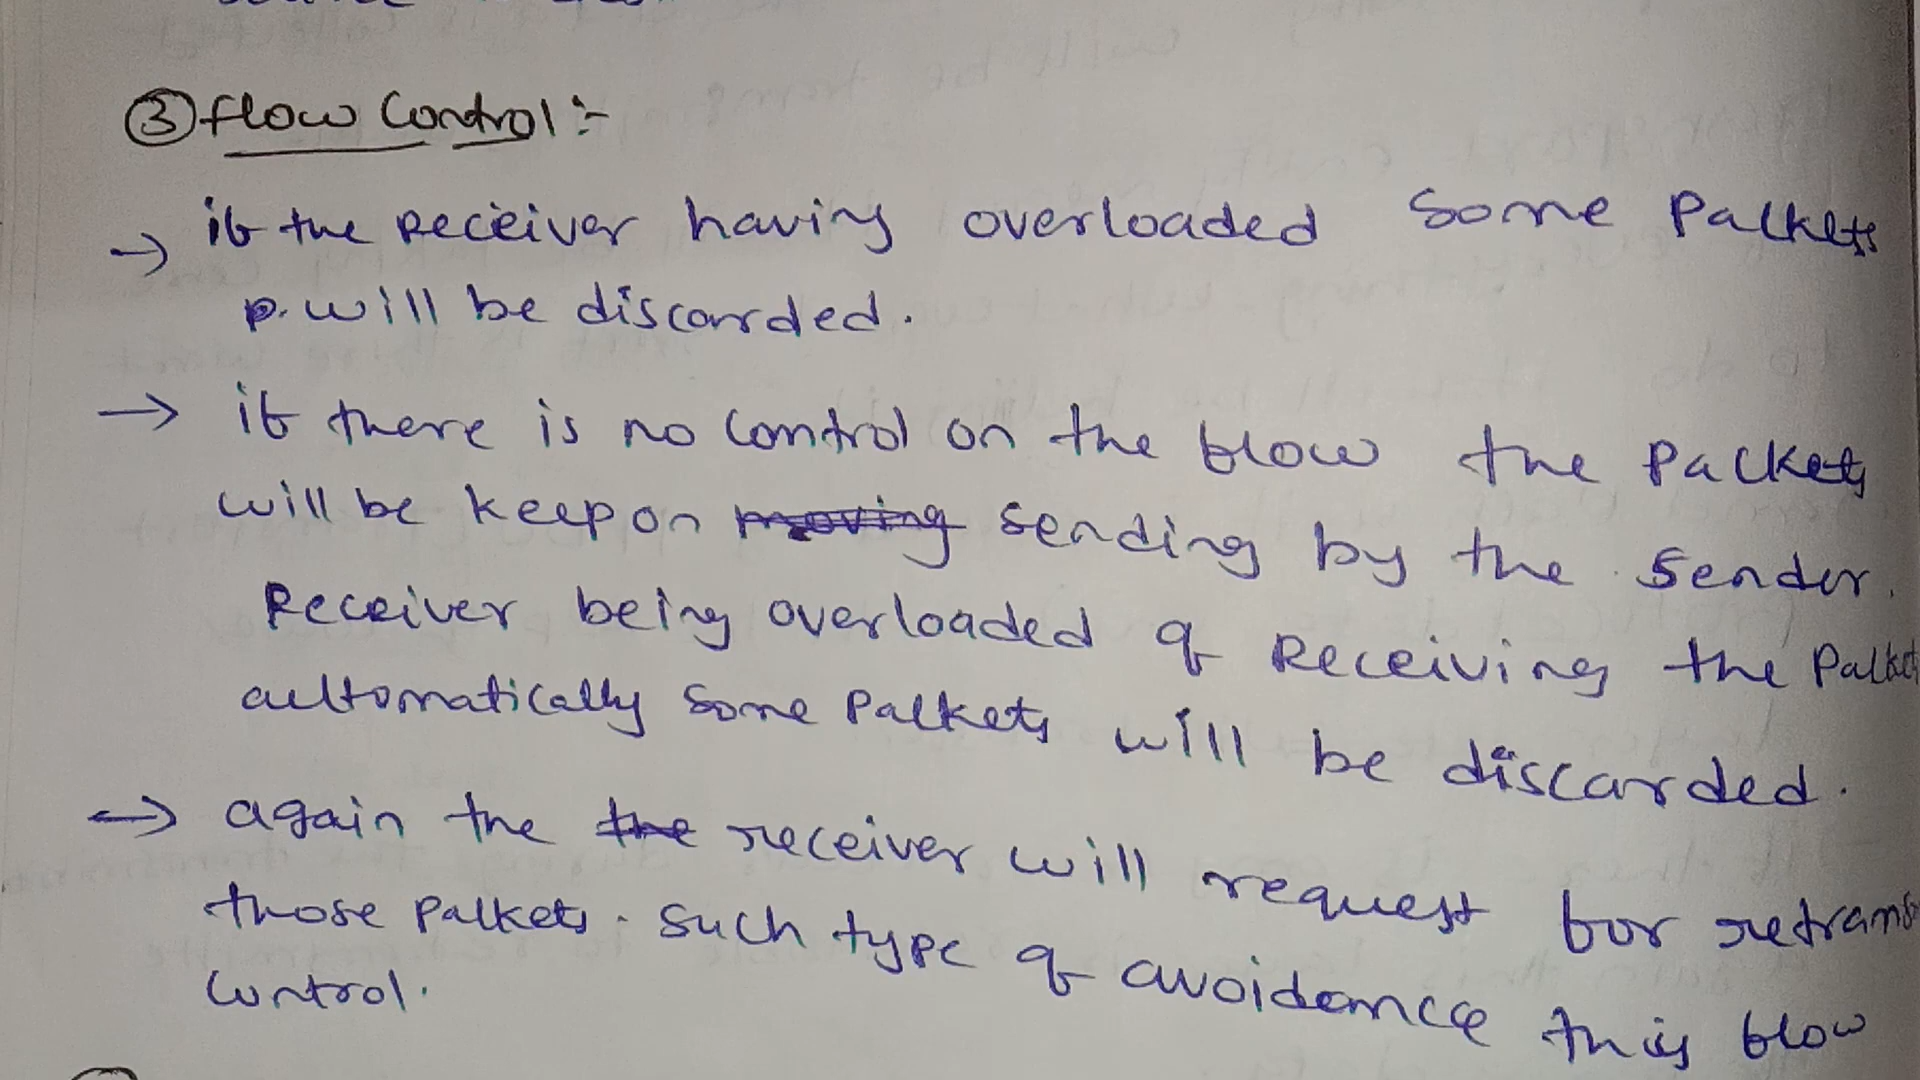 ③ flow Control:-
→ if the Receiver having overloaded Some Packets
p. will be discarded.
→ if there is no control on the flow the Packets
will be keep on moving sending by the Sender.
Receiver being overloaded of Receiving the Packet
automatically Some Packets will be discarded.
→ again the the receiver will request for retrans
those Packets. Such type of avoidance this flow
Control.